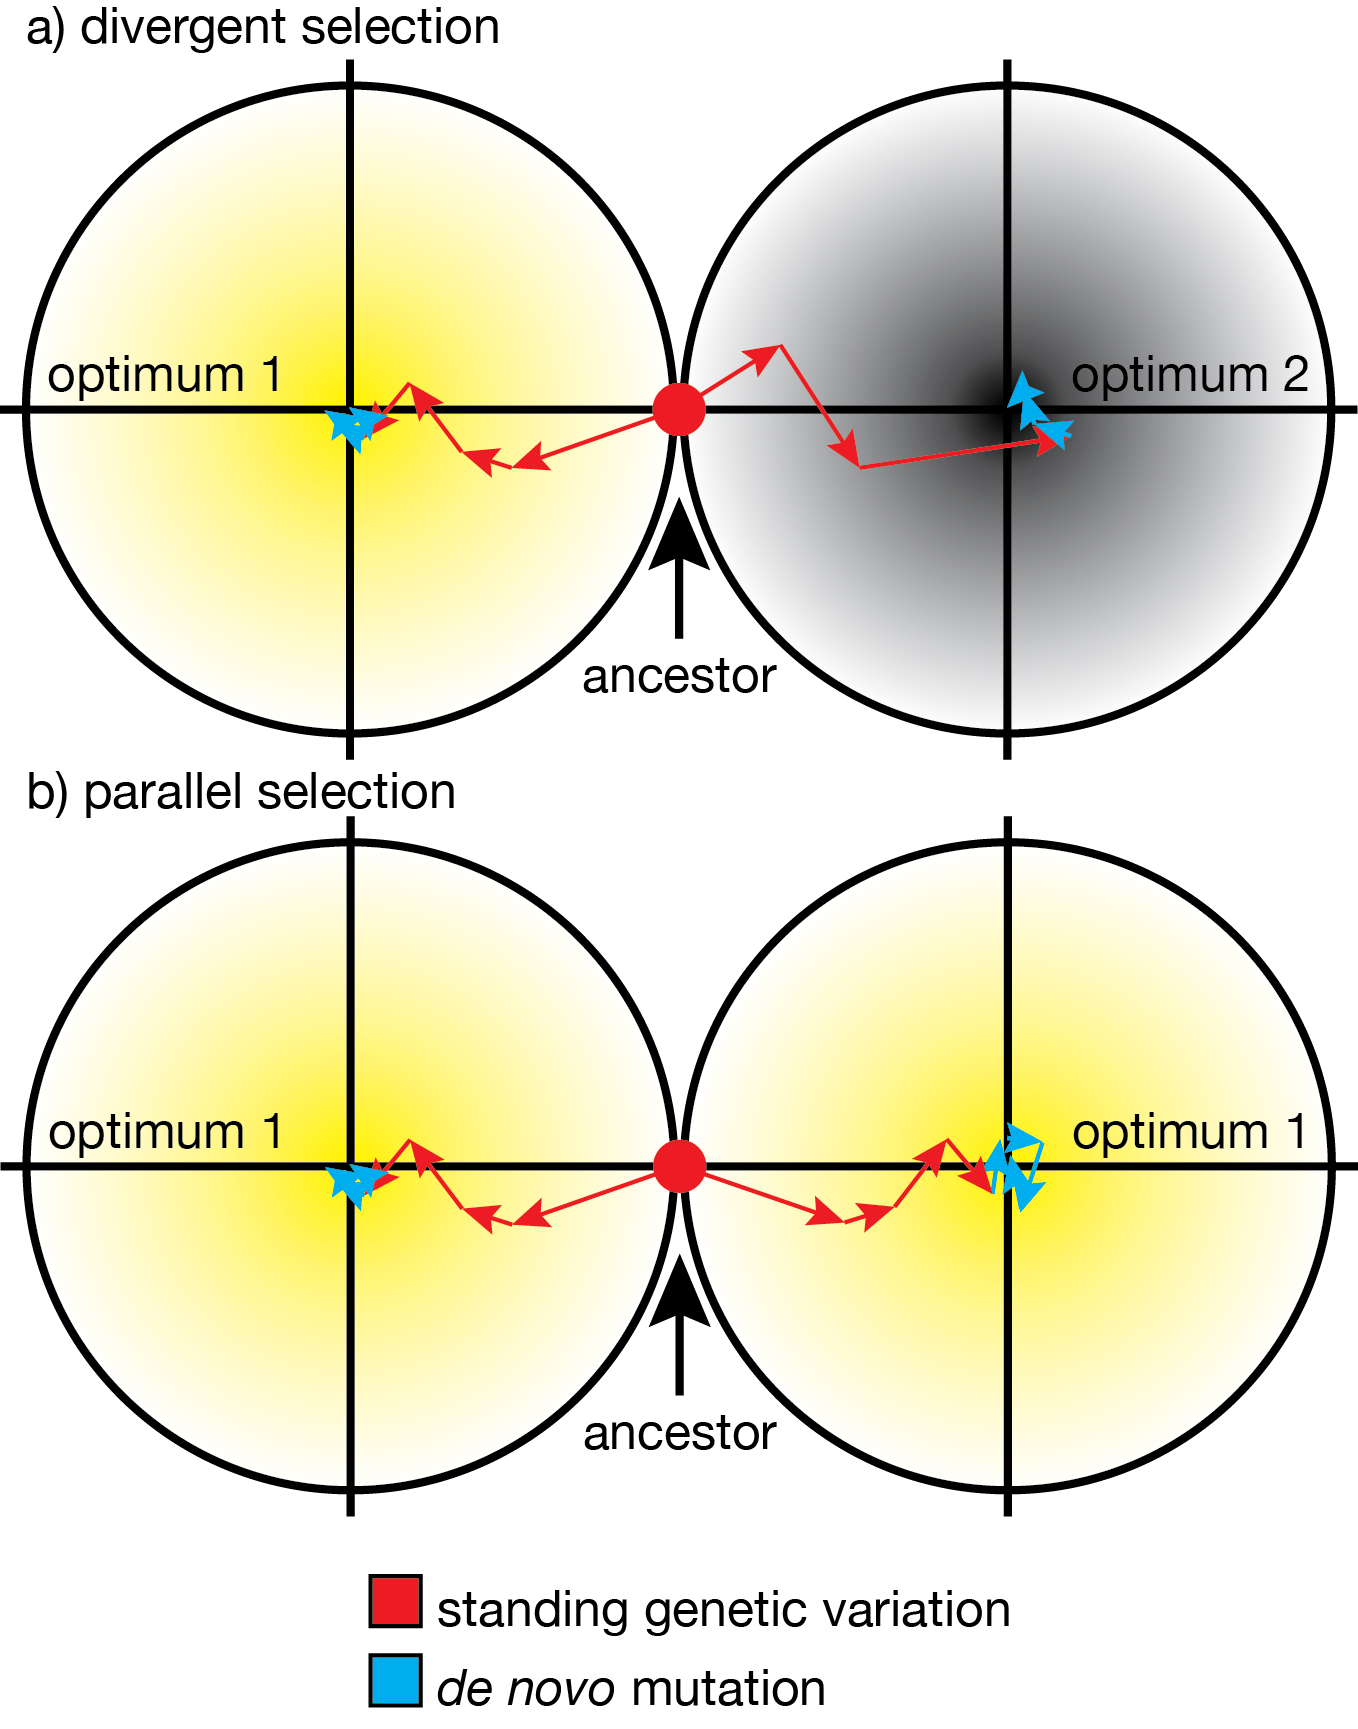 a) divergent selection
optimum 1
optimum 2
ancestor
b) parallel selection
optimum 1
optimum 1
ancestor
standing genetic variation
de novo mutation